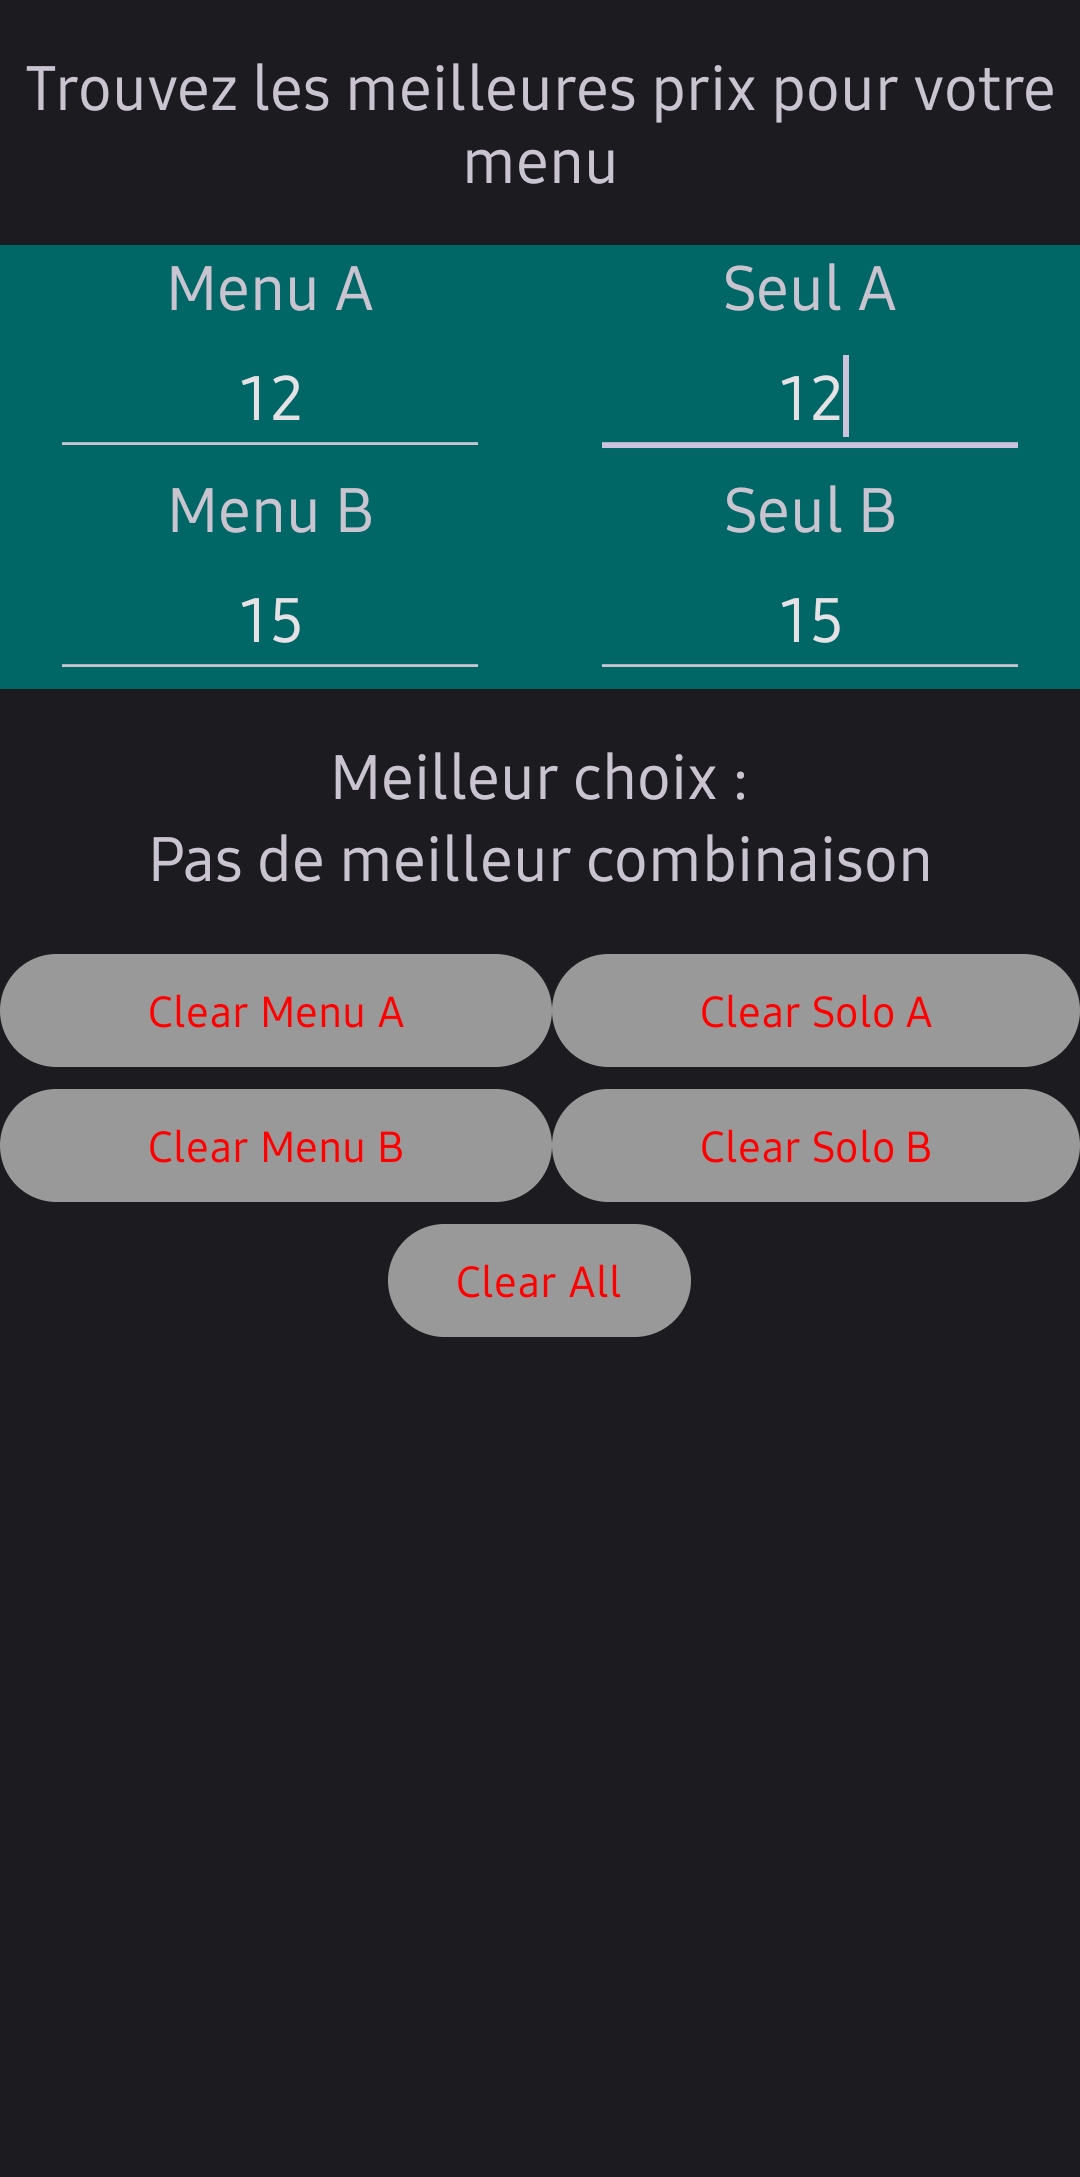 Trouvez les meilleures prix pour votre
menu
Menu A
Seul A
12
12
Menu B
Seul B
15
15
Meilleur choix :
Pas de meilleur combinaison
Clear Menu A
Clear Solo A
Clear Menu B
Clear Solo B
Clear All